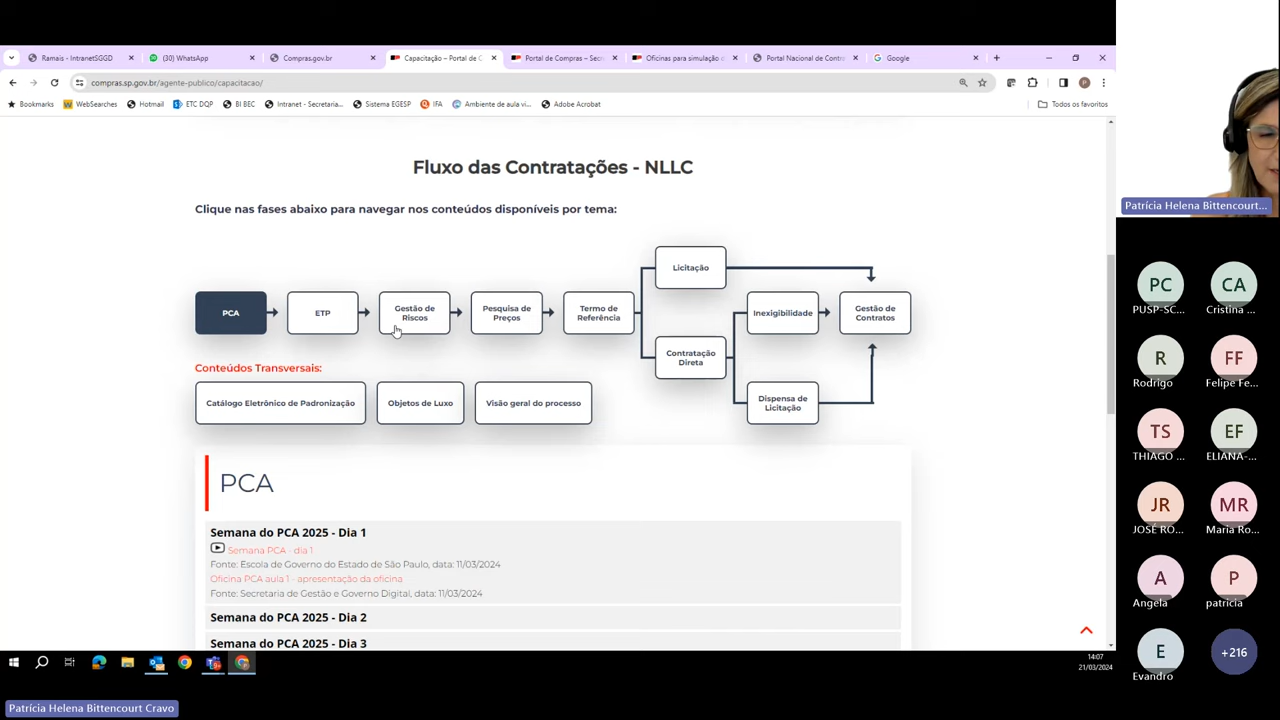 Ramais - IntranetSGGD
(30) WhatsApp
Compras.gov.br
Capacitação – Portal de C
Portal de Compras – Secr
Oficinas para simulação d
Portal Nacional de Contr
Google
compras.sp.gov.br/agente-publico/capacitacao/
Bookmarks
WebSearches
Hotmail
ETC DQP
BI BEC
Intranet - Secretaria...
Sistema EGESP
IFA
Ambiente de aula vi...
Adobe Acrobat
Todos os favoritos
Fluxo das Contratações - NLLC
Clique nas fases abaixo para navegar nos conteúdos disponíveis por tema:
PCA
ETP
Gestão de
Riscos
Pesquisa de
Preços
Termo de
Referência
Licitação
Contratação
Direta
Inexigibilidade
Dispensa de
Licitação
Gestão de
Contratos
Conteúdos Transversais:
Catálogo Eletrônico de Padronização
Objetos de Luxo
Visão geral do processo
PCA
Semana do PCA 2025 - Dia 1
Semana PCA - dia 1
Fonte: Escola de Governo do Estado de São Paulo, data: 11/03/2024
Oficina PCA aula 1 - apresentação da oficina
Fonte: Secretaria de Gestão e Governo Digital, data: 11/03/2024
Semana do PCA 2025 - Dia 2
Semana do PCA 2025 - Dia 3
14:07
21/03/2024
Patrícia Helena Bittencourt Cravo
Patrícia Helena Bittencourt...
PC
PUSP-SC...
CA
Cristina ...
R
Rodrigo
FF
Felipe Fe...
TS
THIAGO ...
EF
ELIANA-...
JR
JOSÉ RO...
MR
Maria Ro...
A
Angela
P
patricia
E
Evandro
+216